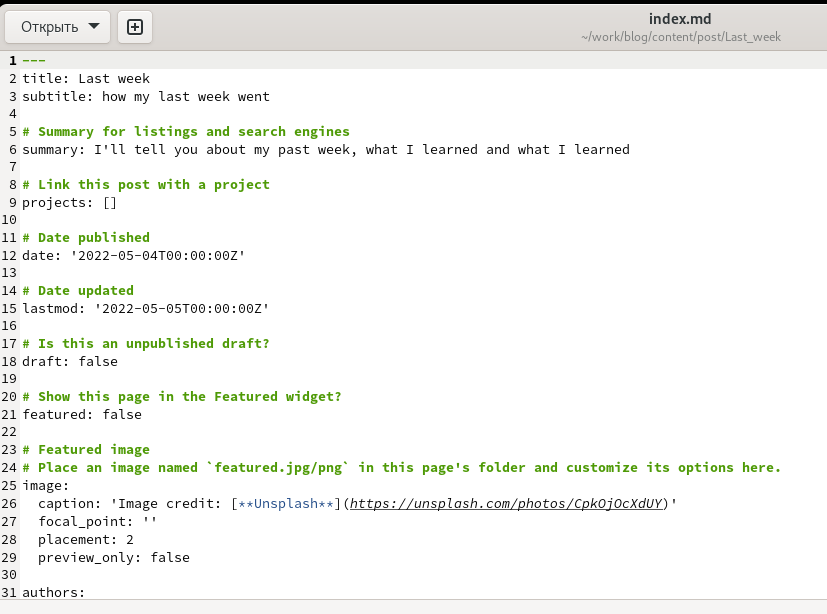 Открыть
index.md
~/work/blog/content/post/Last_week
1 ---
2 title: Last week
3 subtitle: how my last week went
4
5 # Summary for listings and search engines
6 summary: I'll tell you about my past week, what I learned and what I learned
7
8 # Link this post with a project
9 projects: []
10
11 # Date published
12 date: '2022-05-04T00:00:00Z'
13
14 # Date updated
15 lastmod: '2022-05-05T00:00:00Z'
16
17 # Is this an unpublished draft?
18 draft: false
19
20 # Show this page in the Featured widget?
21 featured: false
22
23 # Featured image
24 # Place an image named `featured.jpg/png` in this page's folder and customize its options here.
25 image:
26   caption: 'Image credit: [**Unsplash**](https://unsplash.com/photos/CpkOjOcXdUY)'
27   focal_point: ''
28   placement: 2
29   preview_only: false
30
31 authors: